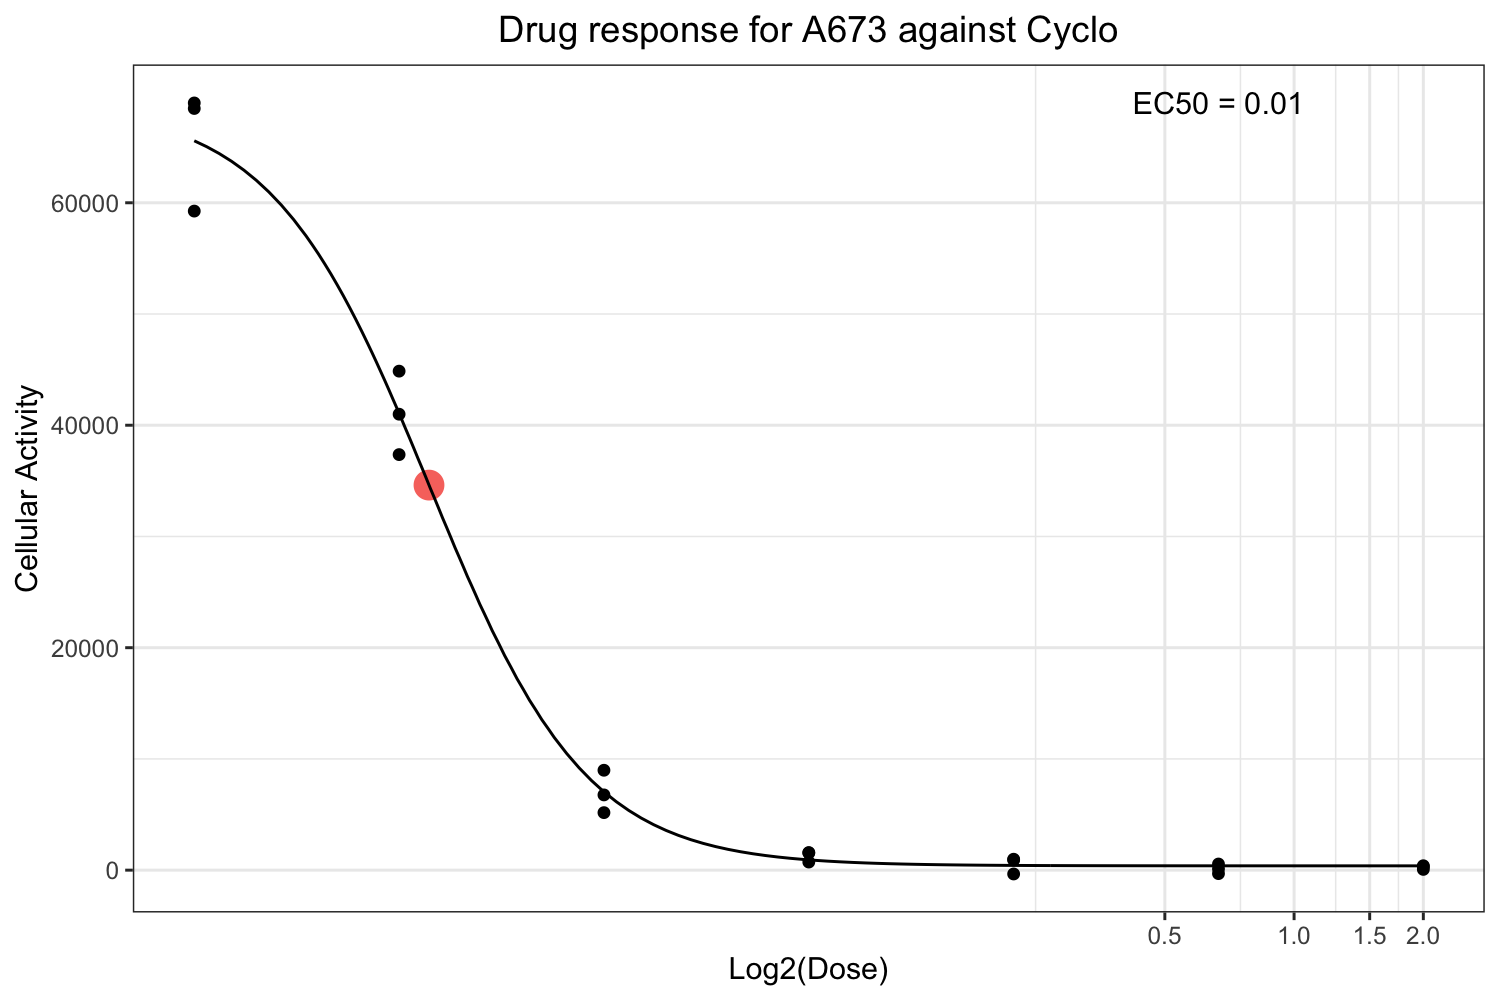 Drug response for A673 against Cyclo
EC50 = 0.01
60000
40000
20000
0
Cellular Activity
0.5 1.0 1.5 2.0
Log2(Dose)